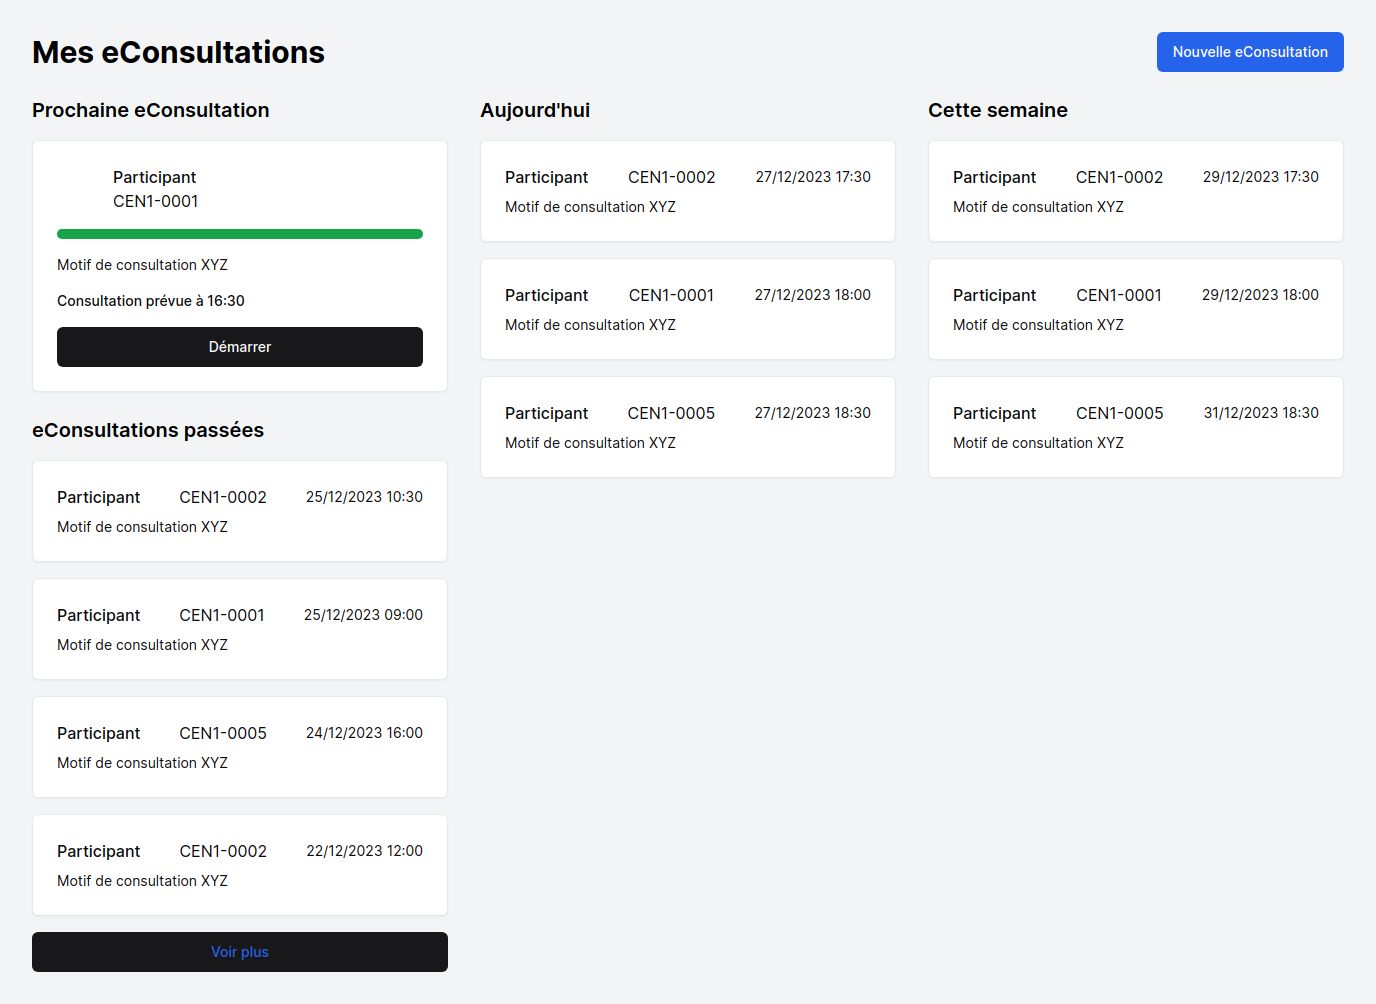 Mes eConsultations
Nouvelle eConsultation
Prochaine eConsultation
Participant
CEN1-0001
Motif de consultation XYZ
Consultation prévue à 16:30
Démarrer
eConsultations passées
Participant CEN1-0002 25/12/2023 10:30
Motif de consultation XYZ
Participant CEN1-0001 25/12/2023 09:00
Motif de consultation XYZ
Participant CEN1-0005 24/12/2023 16:00
Motif de consultation XYZ
Participant CEN1-0002 22/12/2023 12:00
Motif de consultation XYZ
Voir plus
Aujourd'hui
Participant CEN1-0002 27/12/2023 17:30
Motif de consultation XYZ
Participant CEN1-0001 27/12/2023 18:00
Motif de consultation XYZ
Participant CEN1-0005 27/12/2023 18:30
Motif de consultation XYZ
Cette semaine
Participant CEN1-0002 29/12/2023 17:30
Motif de consultation XYZ
Participant CEN1-0001 29/12/2023 18:00
Motif de consultation XYZ
Participant CEN1-0005 31/12/2023 18:30
Motif de consultation XYZ